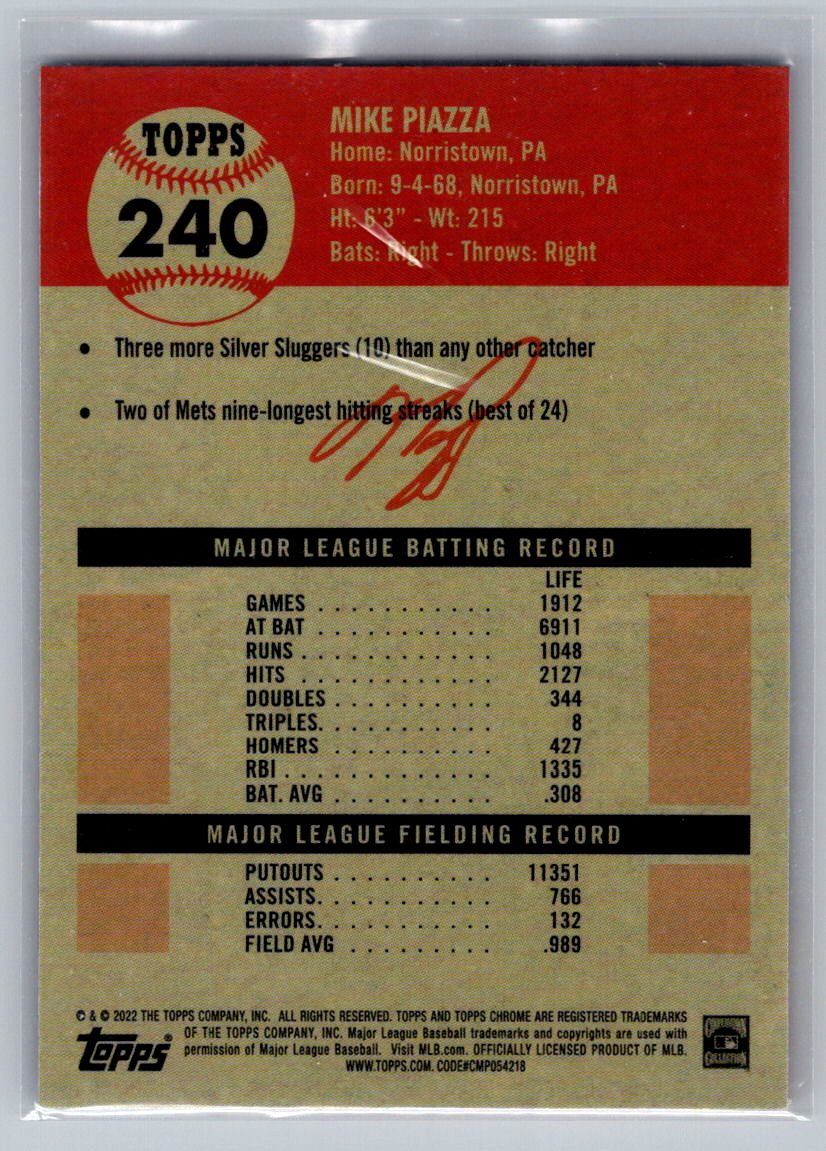 TOPPS
240
MIKE PIAZZA
Home: Norristown, PA
Born: 9-4-68, Norristown, PA
Ht: 6'3" - Wt: 215
Bats: Right - Throws: Right
• Three more Silver Sluggers (10) than any other catcher
• Two of Mets nine-longest hitting streaks (best of 24)
MAJOR LEAGUE BATTING RECORD
LIFE
GAMES . . . . . . . . . . . 1912
AT BAT . . . . . . . . . . . 6911
RUNS . . . . . . . . . . . . 1048
HITS . . . . . . . . . . . . 2127
DOUBLES . . . . . . . . . . 344
TRIPLES. . . . . . . . . . . 8
HOMERS . . . . . . . . . . 427
RBI . . . . . . . . . . . . . 1335
BAT. AVG . . . . . . . . . . .308
MAJOR LEAGUE FIELDING RECORD
PUTOUTS . . . . . . . . . . 11351
ASSISTS. . . . . . . . . . . 766
ERRORS. . . . . . . . . . . 132
FIELD AVG . . . . . . . . . .989
© & © 2022 THE TOPPS COMPANY, INC. ALL RIGHTS RESERVED. TOPPS AND TOPPS CHROME ARE REGISTERED TRADEMARKS
OF THE TOPPS COMPANY, INC. Major League Baseball trademarks and copyrights are used with
permission of Major League Baseball. Visit MLB.com. OFFICIALLY LICENSED PRODUCT OF MLB.
WWW.TOPPS.COM. CODE#CMP054218
topps®
COOPERSTOWN
COLLECTION